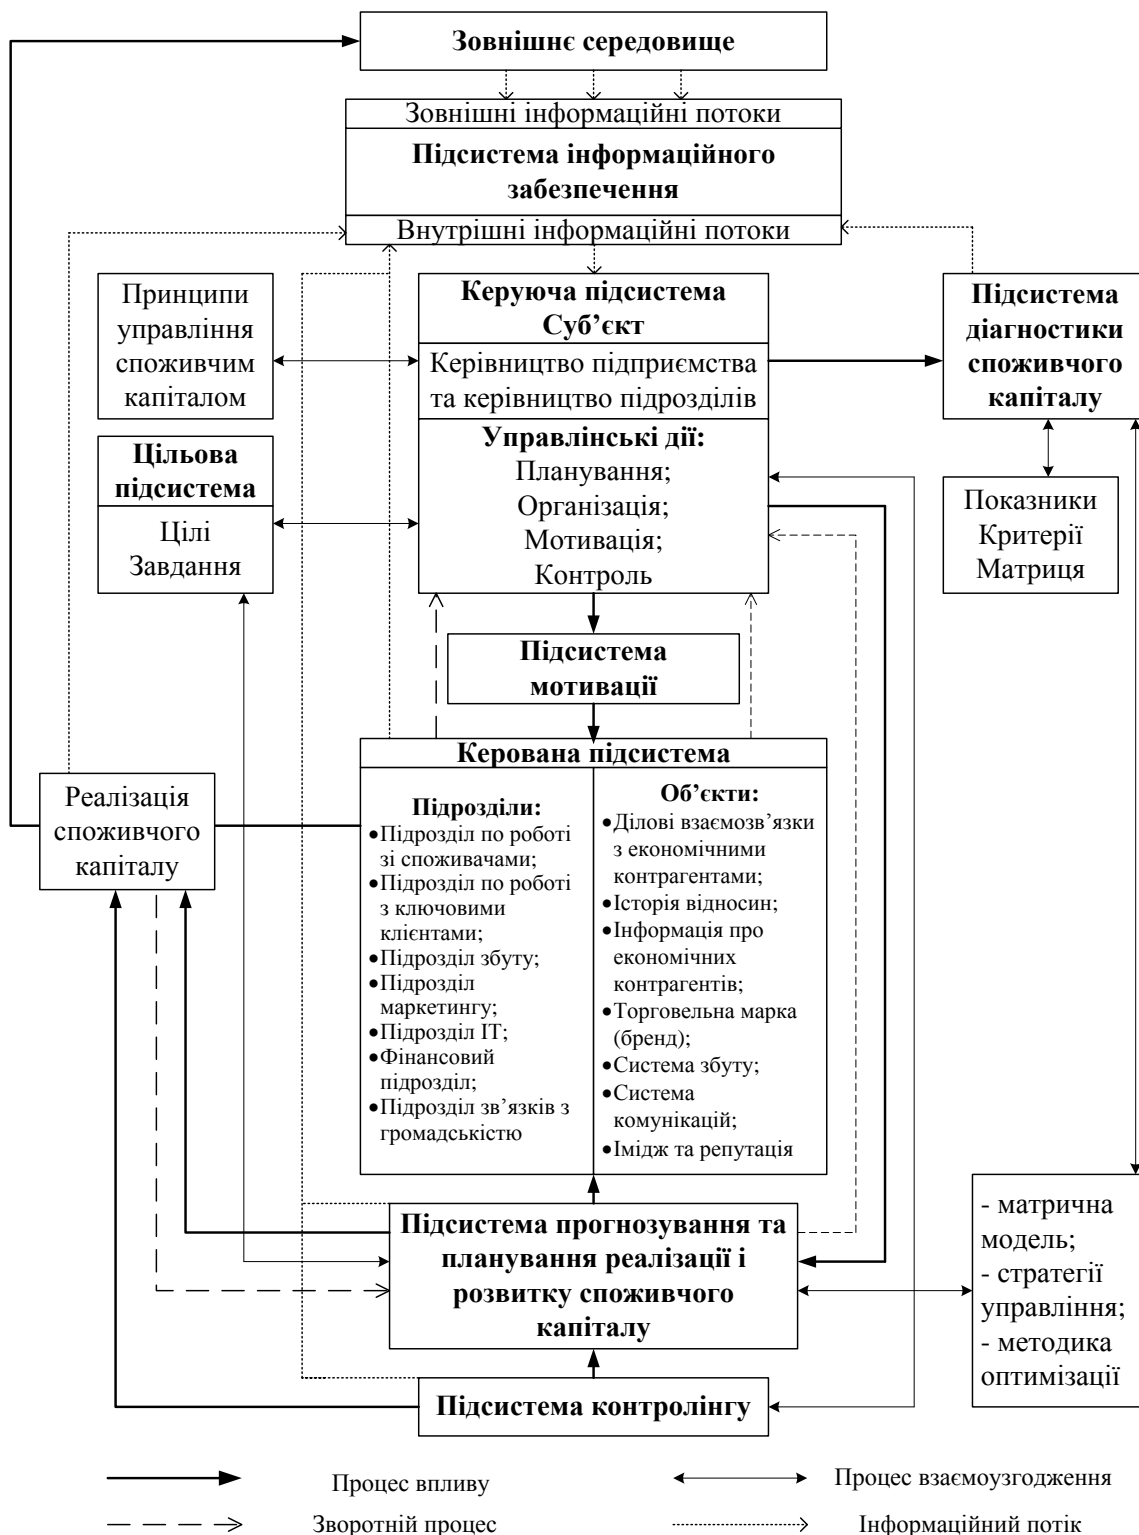 Зовнішнє середовище
Зовнішні інформаційні потоки
Підсистема інформаційного
забезпечення
Внутрішні інформаційні потоки
Принципи
управління
споживчим
капіталом
Керуюча підсистема
Суб’єкт
Керівництво підприємства
та керівництво підрозділів
Підсистема
діагностики
споживчого
капіталу
Цільова
підсистема
Цілі
Завдання
Управлінські дії:
Планування;
Організація;
Мотивація;
Контроль
Показники
Критерії
Матриця
Підсистема
мотивації
Керована підсистема
Реалізація
споживчого
капіталу
Підрозділи:
•Підрозділ по роботі
зі споживачами;
•Підрозділ по роботі
з ключовими
клієнтами;
•Підрозділ збуту;
•Підрозділ
маркетингу;
•Підрозділ ІТ;
•Фінансовий
підрозділ;
•Підрозділ зв’язків з
громадськістю
Об’єкти:
•Ділові взаємозв’язки
з економічними
контрагентами;
•Історія відносин;
•Інформація про
економічних
контрагентів;
•Торговельна марка
(бренд);
•Система збуту;
•Система
комунікацій;
•Імідж та репутація
Підсистема прогнозування та
планування реалізації і
розвитку споживчого
капіталу
- матрична
модель;
- стратегії
управління;
- методика
оптимізації
Підсистема контролінгу
Процес впливу
Процес взаємоузгодження
Зворотній процес
Інформаційний потік